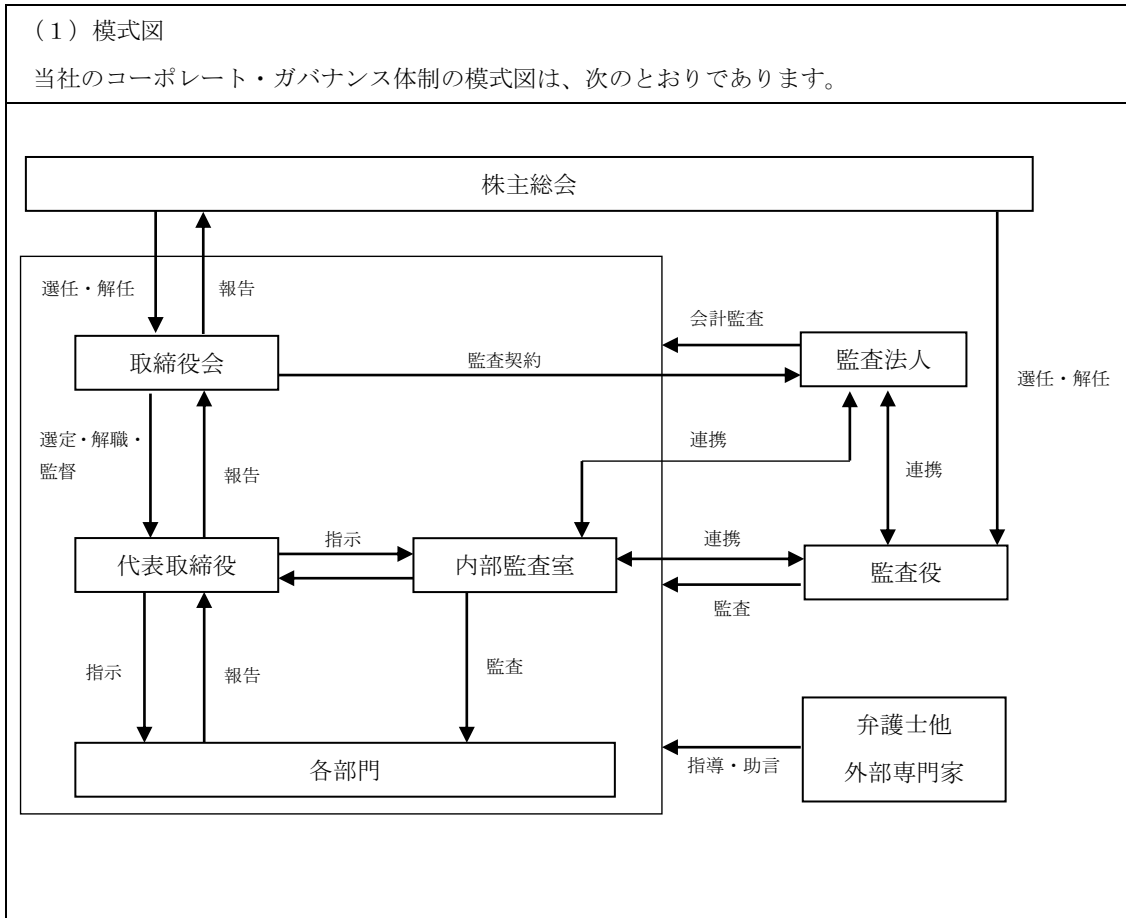 （１）模式図
当社のコーポレート・ガバナンス体制の模式図は、次のとおりであります。
株主総会
選任・解任
報告
会計監査
取締役会
監査契約
監査法人
選任・解任
選定・解職・
監督
報告
連携
連携
代表取締役
指示
内部監査室
連携
監査役
監査
指示
報告
監査
弁護士他
外部専門家
指導・助言
各部門